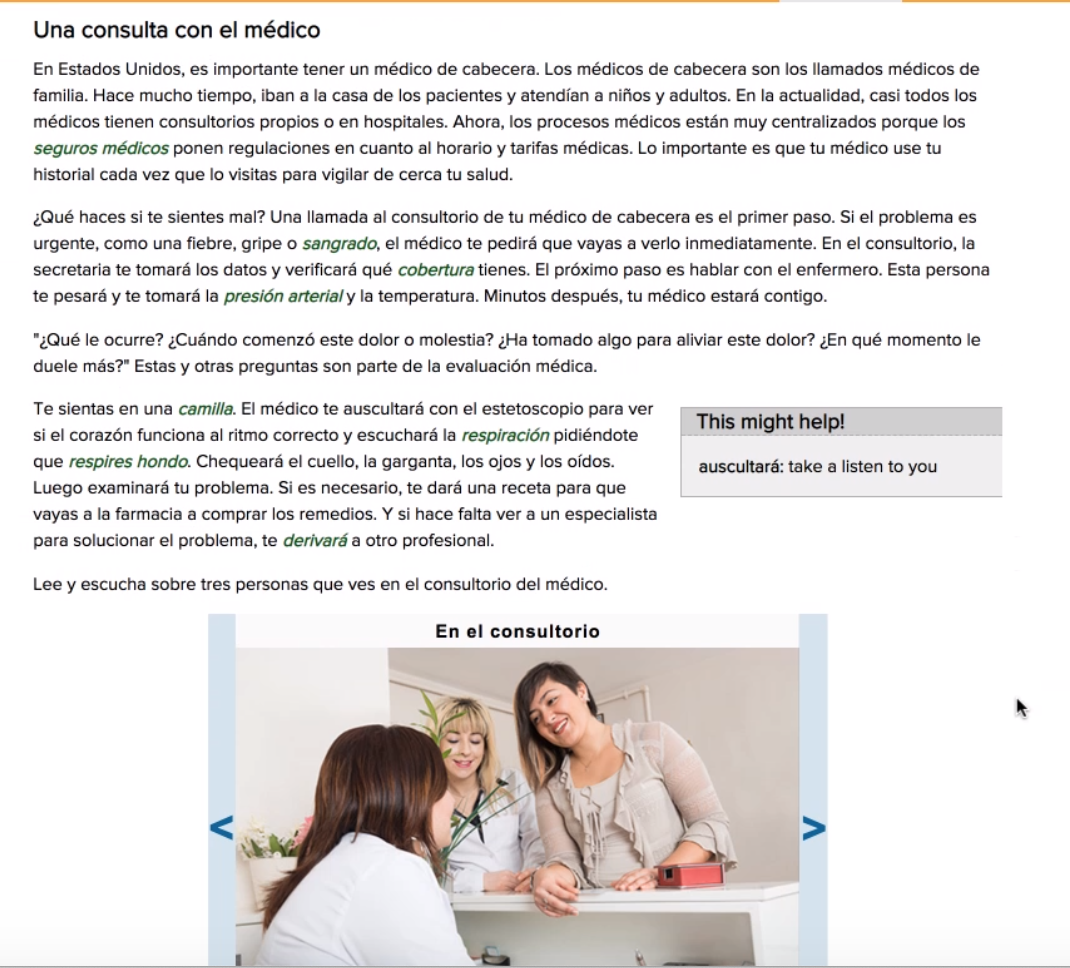 Una consulta con el médico
En Estados Unidos, es importante tener un médico de cabecera. Los médicos de cabecera son los llamados médicos de
familia. Hace mucho tiempo, iban a la casa de los pacientes y atendían a niños y adultos. En la actualidad, casi todos los
médicos tienen consultorios propios o en hospitales. Ahora, los procesos médicos están muy centralizados porque los
seguros médicos ponen regulaciones en cuanto al horario y tarifas médicas. Lo importante es que tu médico use tu
historial cada vez que lo visitas para vigilar de cerca tu salud.
¿Qué haces si te sientes mal? Una llamada al consultorio de tu médico de cabecera es el primer paso. Si el problema es
urgente, como una fiebre, gripe o sangrado, el médico te pedirá que vayas a verlo inmediatamente. En el consultorio, la
secretaria te tomará los datos y verificará qué cobertura tienes. El próximo paso es hablar con el enfermero. Esta persona
te pesará y te tomará la presión arterial y la temperatura. Minutos después, tu médico estará contigo.
"¿Qué le ocurre? ¿Cuándo comenzó este dolor o molestia? ¿Ha tomado algo para aliviar este dolor? ¿En qué momento le
duele más?" Estas y otras preguntas son parte de la evaluación médica.
Te sientas en una camilla. El médico te auscultará con el estetoscopio para ver
si el corazón funciona al ritmo correcto y escuchará la respiración pidiéndote
que respires hondo. Chequeará el cuello, la garganta, los ojos y los oídos.
Luego examinará tu problema. Si es necesario, te dará una receta para que
vayas a la farmacia a comprar los remedios. Y si hace falta ver a un especialista
para solucionar el problema, te derivará a otro profesional.
This might help!
auscultará: take a listen to you
Lee y escucha sobre tres personas que ves en el consultorio del médico.
En el consultorio
<
>